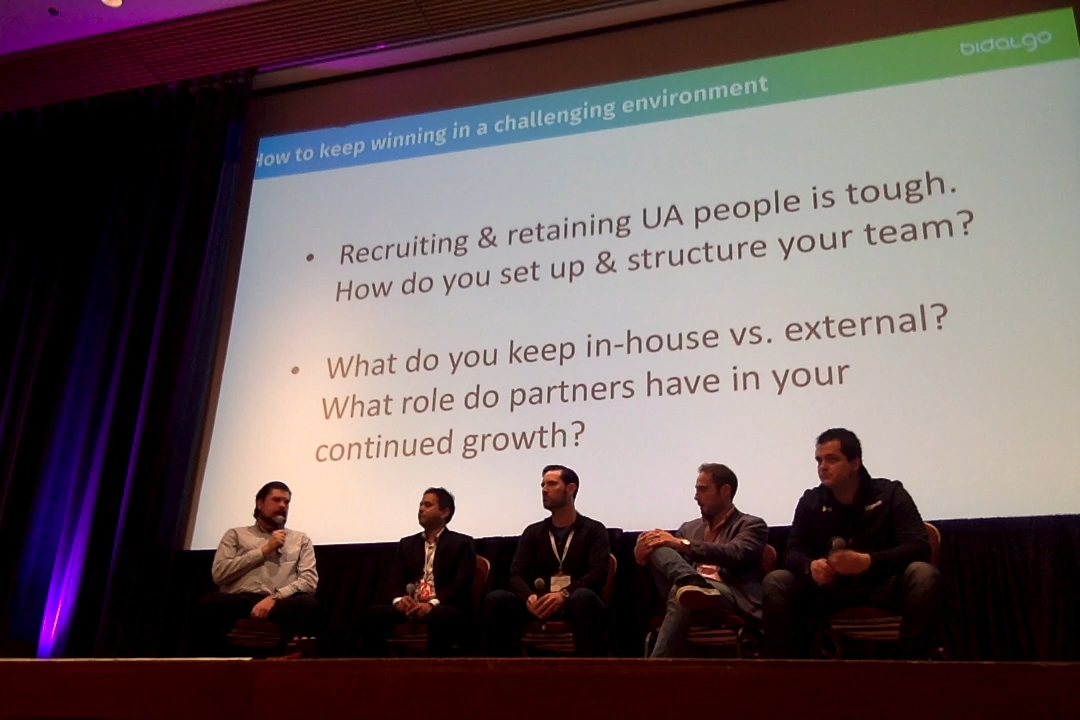 bidalgo
How to keep winning in a challenging environment
• Recruiting & retaining UA people is tough.
How do you set up & structure your team?
• What do you keep in-house vs. external?
What role do partners have in your
continued growth?